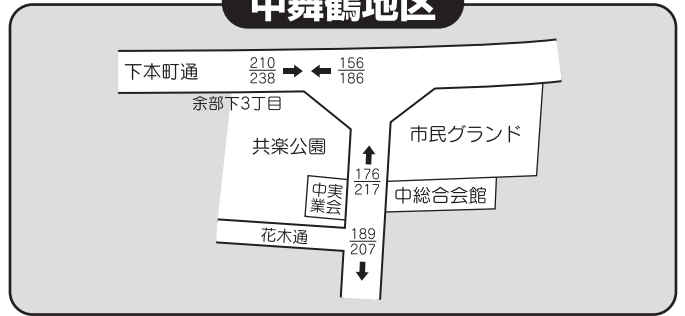 中舞鶴地区
下本町通
210
238
156
186
余部下3丁目
共楽公園
市民グランド
176
217
中実
業会
中総合会館
花木通
189
207